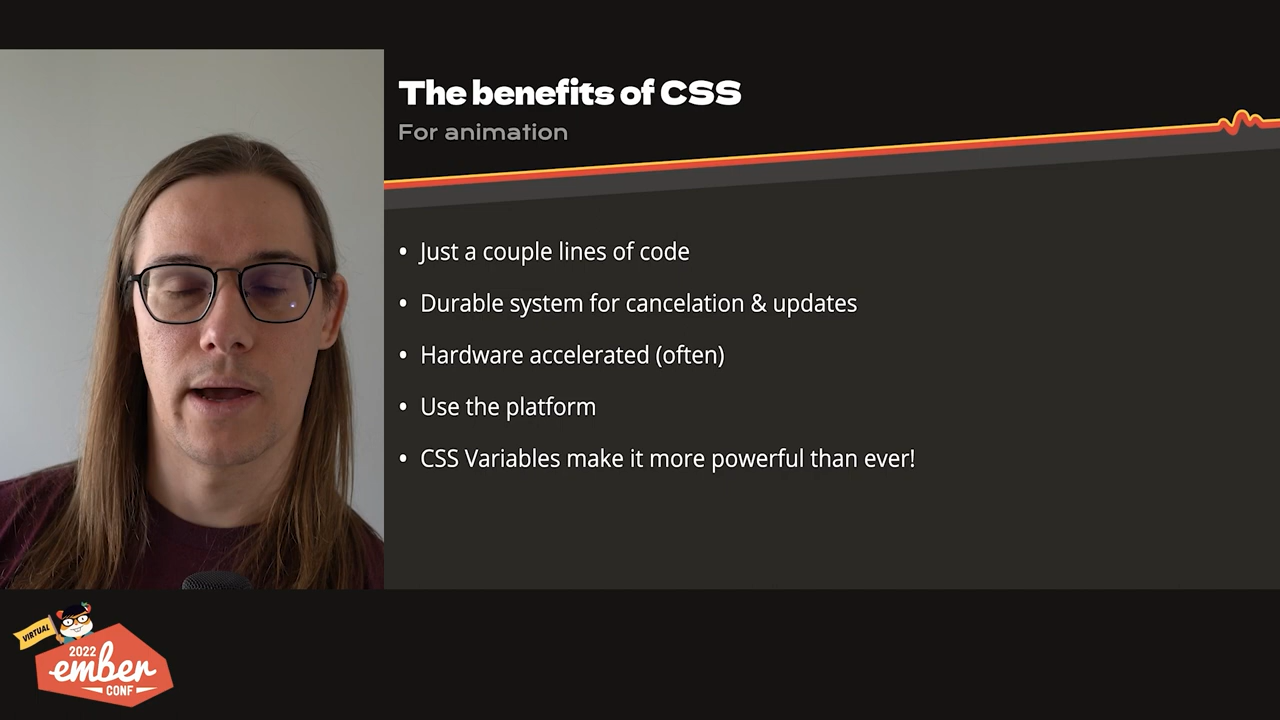 The benefits of CSS
For animation
• Just a couple lines of code
• Durable system for cancelation & updates
• Hardware accelerated (often)
• Use the platform
• CSS Variables make it more powerful than ever!
VIRTUAL
2022
ember
CONF